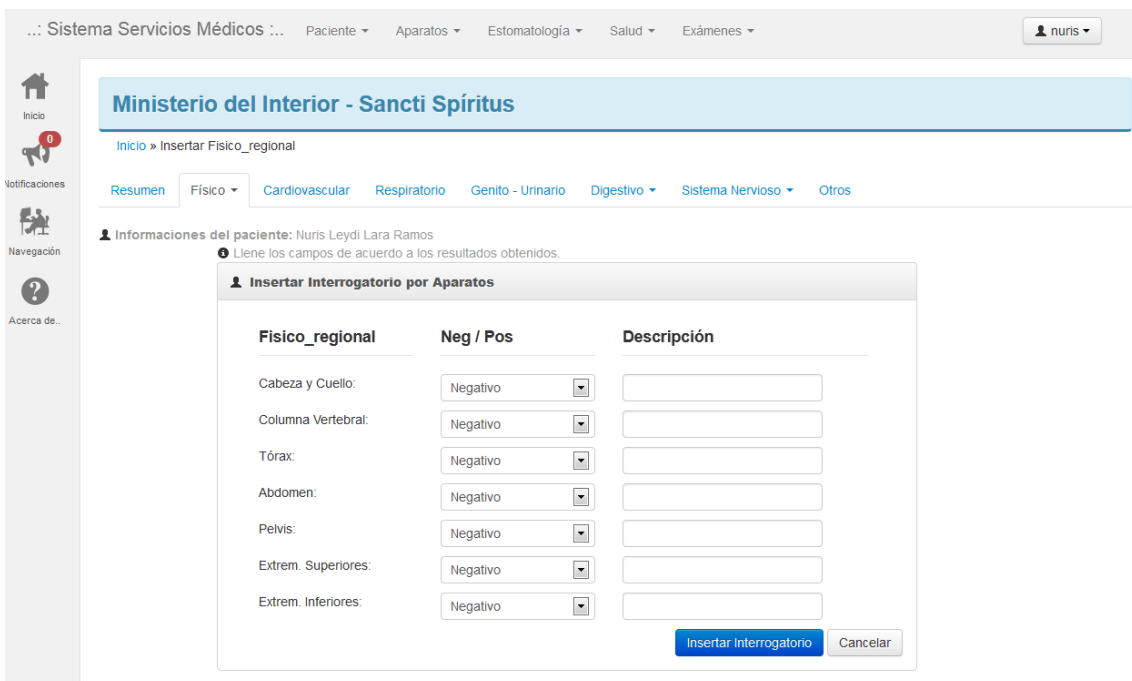 ..: Sistema Servicios Médicos :.. Paciente Aparatos Estomatología Salud Exámenes nuris
Inicio
0
Notificaciones
Navegación
Acerca de..
Ministerio del Interior - Sancti Spíritus
Inicio » Insertar Fisico_regional
Resumen Físico Cardiovascular Respiratorio Genito - Urinario Digestivo Sistema Nervioso Otros
Informaciones del paciente: Nuris Leydi Lara Ramos
Llene los campos de acuerdo a los resultados obtenidos.
Insertar Interrogatorio por Aparatos
Fisico_regional Neg / Pos Descripción
Cabeza y Cuello: Negativo
Columna Vertebral: Negativo
Tórax: Negativo
Abdomen: Negativo
Pelvis: Negativo
Extrem. Superiores: Negativo
Extrem. Inferiores: Negativo
Insertar Interrogatorio Cancelar